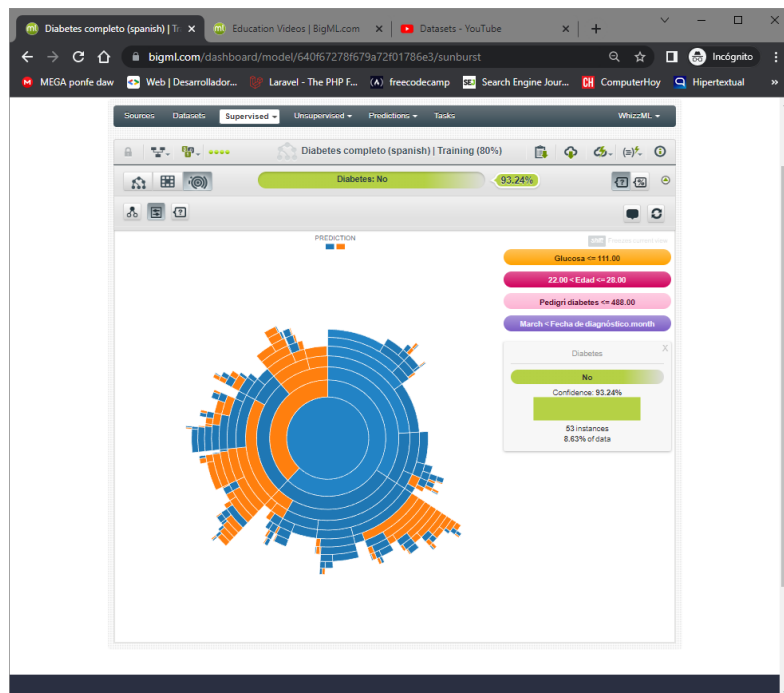 Diabetes completo (spanish) | Tr
Education Videos | BigML.com
Datasets - YouTube
bigml.com/dashboard/model/640f67278f679a72f01786e3/sunburst
Incógnito
MEGA ponfe daw
Web | Desarrollador...
Laravel - The PHP F...
freecodecamp
Search Engine Jour...
ComputerHoy
Hipertextual
»
Sources
Datasets
Supervised
Unsupervised
Predictions
Tasks
WhizzML
Diabetes completo (spanish) | Training (80%)
Diabetes: No
93.24%
PREDICTION
Glucosa <= 111.00
22.00 < Edad <= 28.00
Pedigri diabetes <= 488.00
March < Fecha de diagnóstico.month
Diabetes
X
No
Confidence: 93.24%
53 instances
8.63% of data